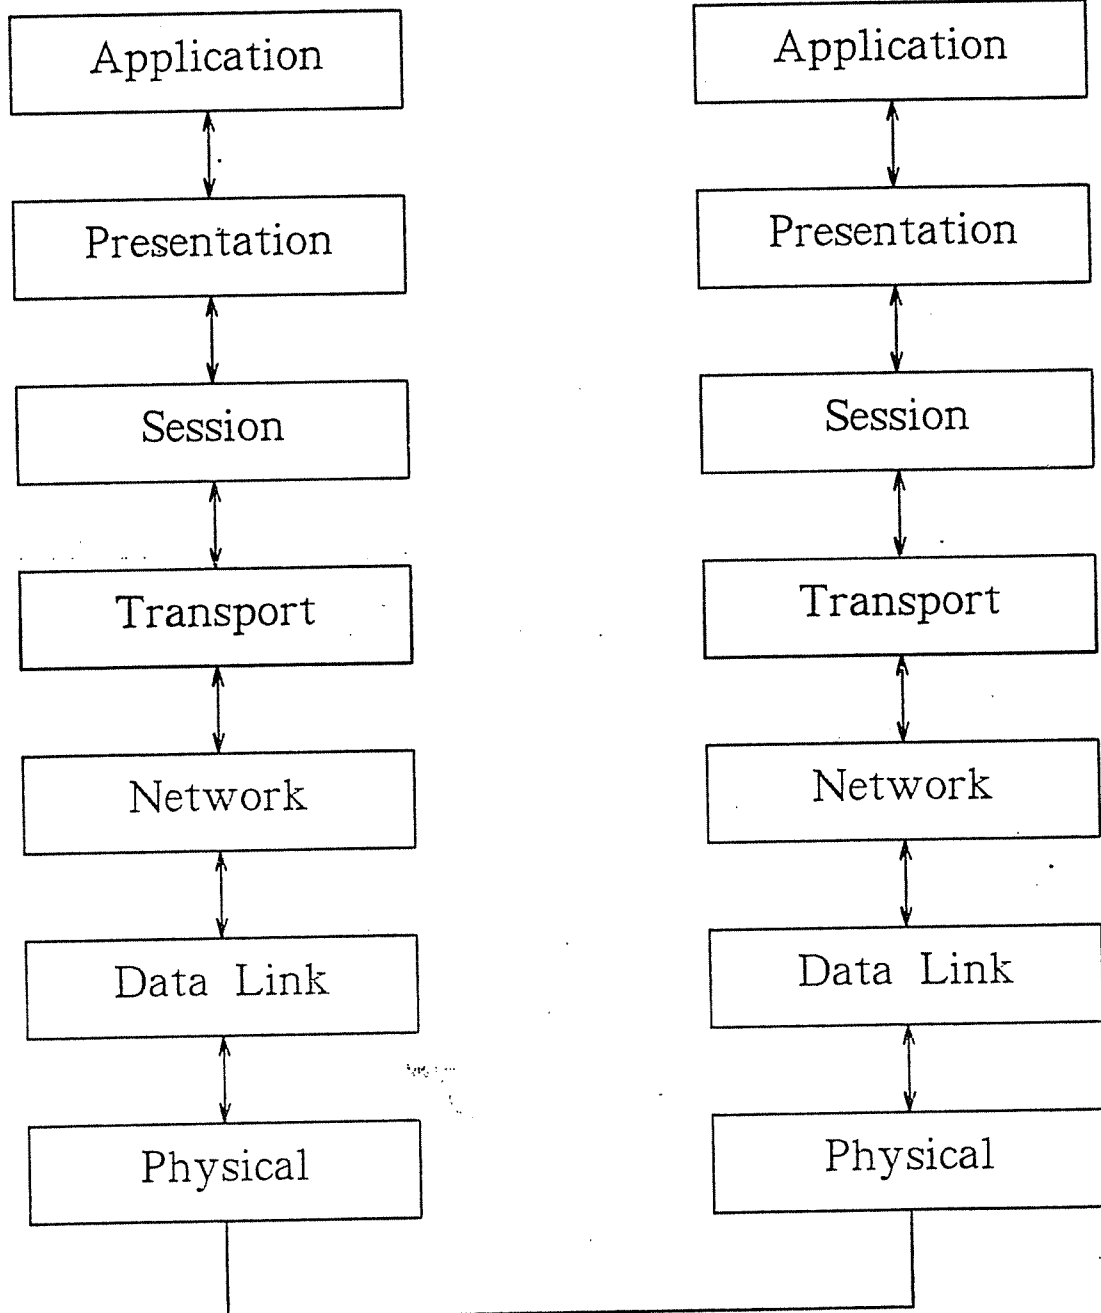 Application
Application
Presentation
Presentation
Session
Session
Transport
Transport
Network
Network
Data Link
Data Link
Physical
Physical